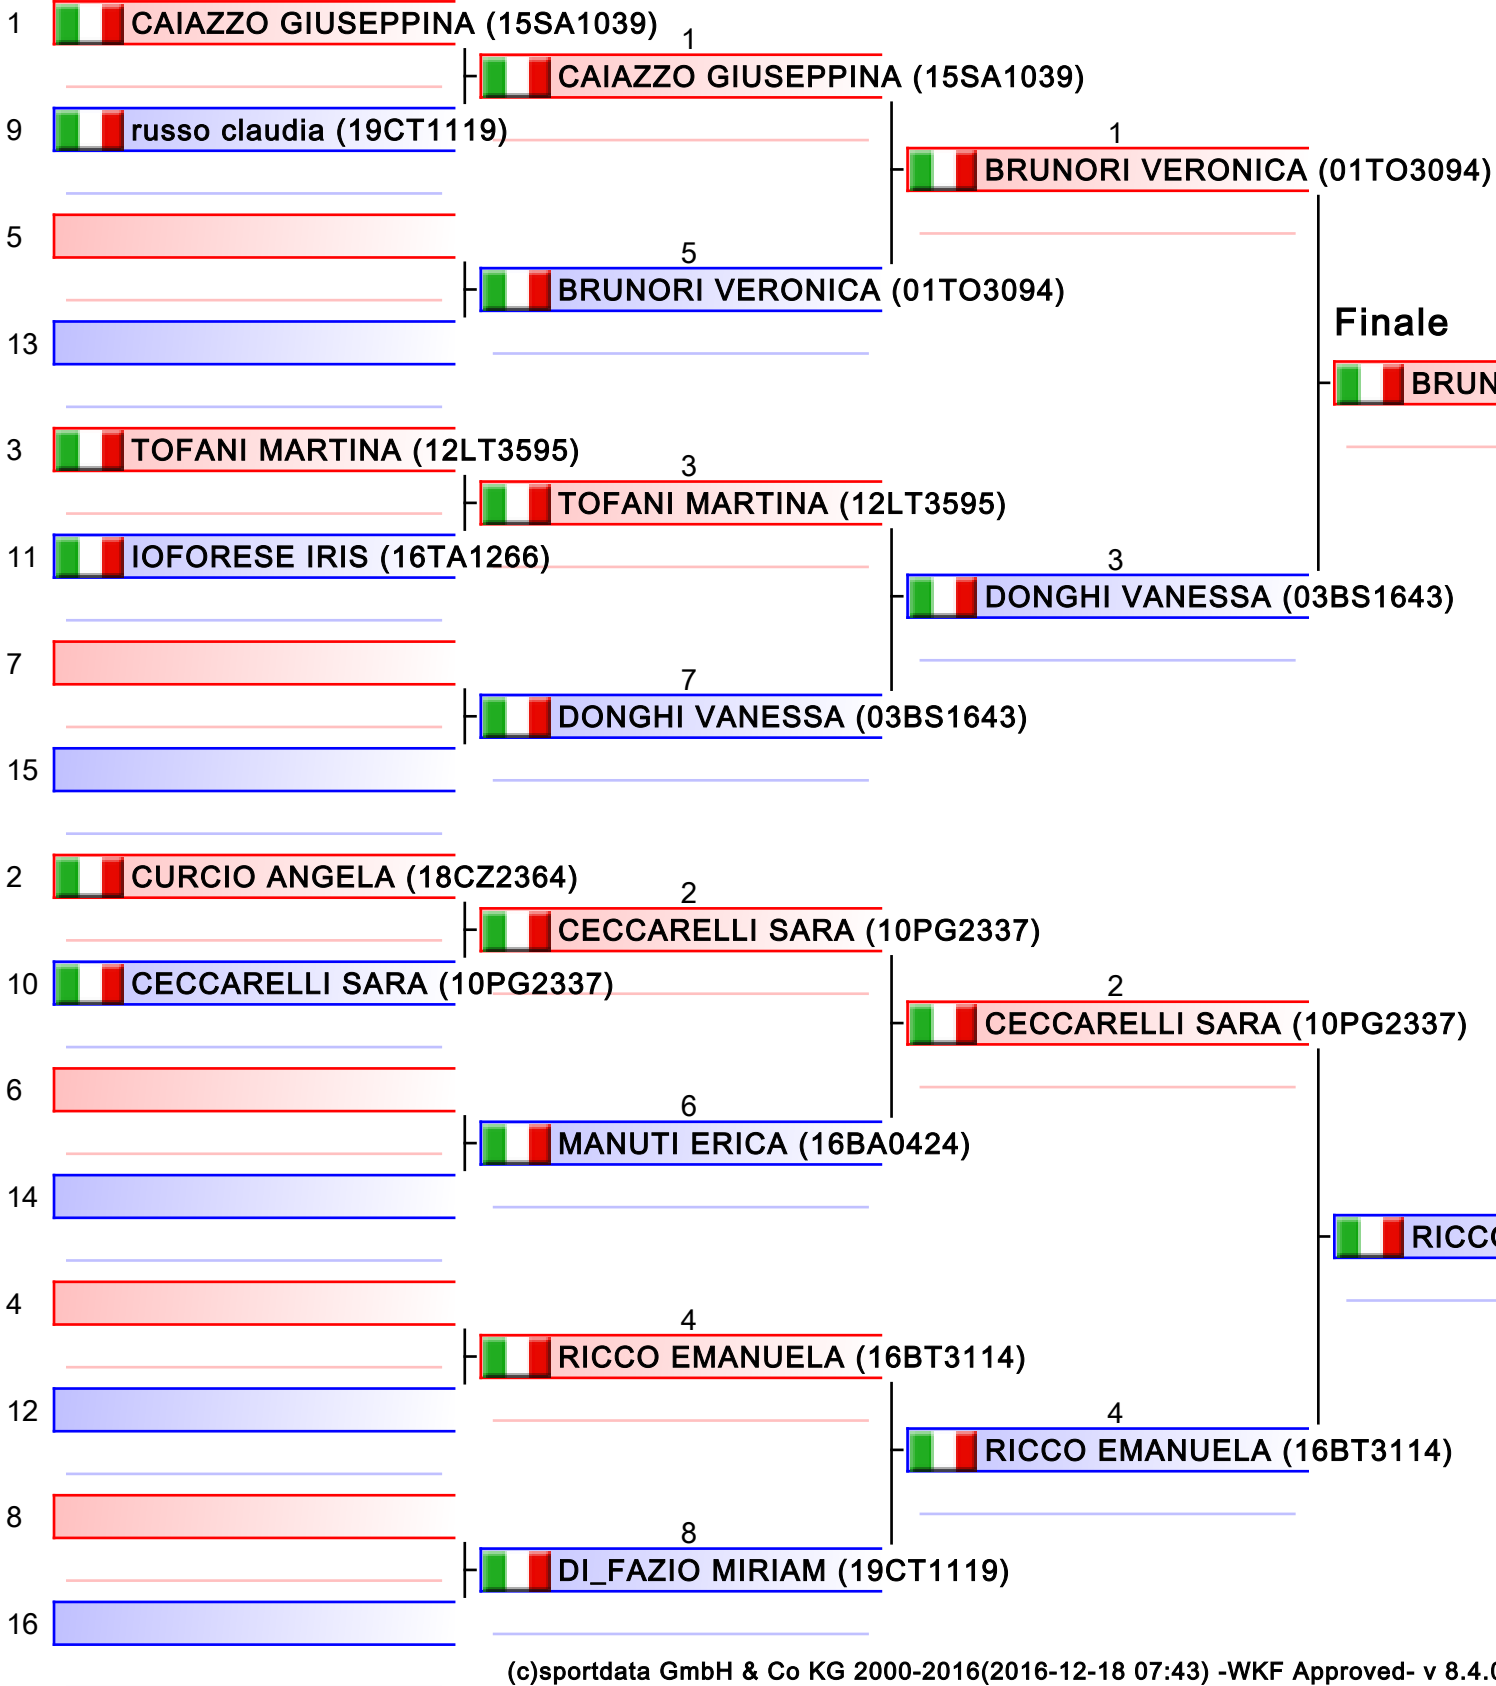 1 CAIAZZO GIUSEPPINA (15SA1039)
9 russo claudia (19CT1119)
5
13
3 TOFANI MARTINA (12LT3595)
11 IOFORESE IRIS (16TA1266)
7
15
2 CURCIO ANGELA (18CZ2364)
10 CECCARELLI SARA (10PG2337)
6
14
4
12
8
16
1
CAIAZZO GIUSEPPINA (15SA1039)
5
BRUNORI VERONICA (01TO3094)
3
TOFANI MARTINA (12LT3595)
7
DONGHI VANESSA (03BS1643)
2
CECCARELLI SARA (10PG2337)
6
MANUTI ERICA (16BA0424)
4
RICCO EMANUELA (16BT3114)
8
DI_FAZIO MIRIAM (19CT1119)
1
BRUNORI VERONICA (01TO3094)
3
DONGHI VANESSA (03BS1643)
2
CECCARELLI SARA (10PG2337)
4
RICCO EMANUELA (16BT3114)
Finale
BRUN
RICCO
(c)sportdata GmbH & Co KG 2000-2016(2016-12-18 07:43) -WKF Approved- v 8.4.0